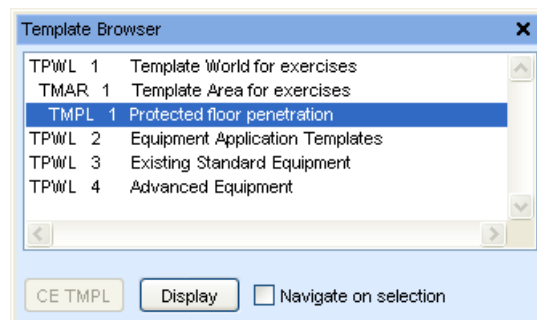 Template Browser
TPWL 1 Template World for exercises
TMAR 1 Template Area for exercises
TMPL 1 Protected floor penetration
TPWL 2 Equipment Application Templates
TPWL 3 Existing Standard Equipment
TPWL 4 Advanced Equipment
CE TMPL Display Navigate on selection